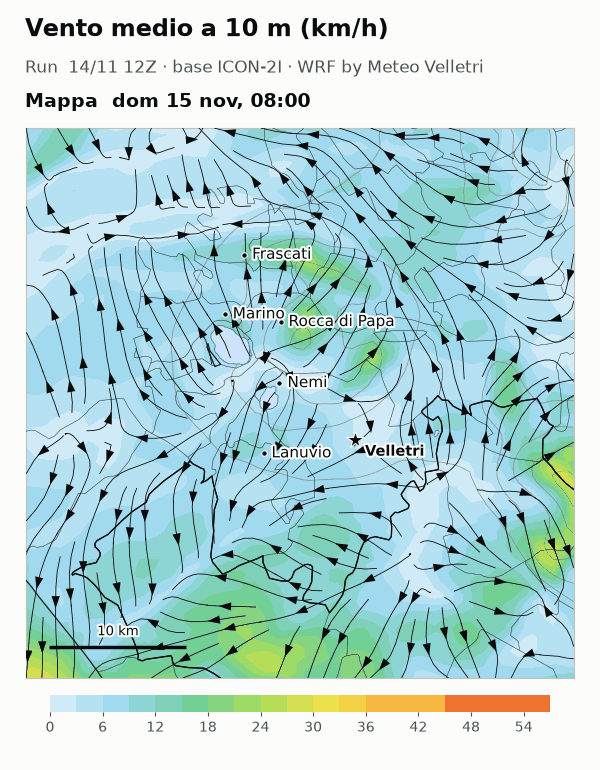 Vento medio a 10 m (km/h)
Run  14/11 12Z · base ICON-2I · WRF by Meteo Velletri
Mappa  dom 15 nov, 08:00
Frascati
Marino
Rocca di Papa
Nemi
Velletri
Lanuvio
10 km
0 6 12 18 24 30 36 42 48 54